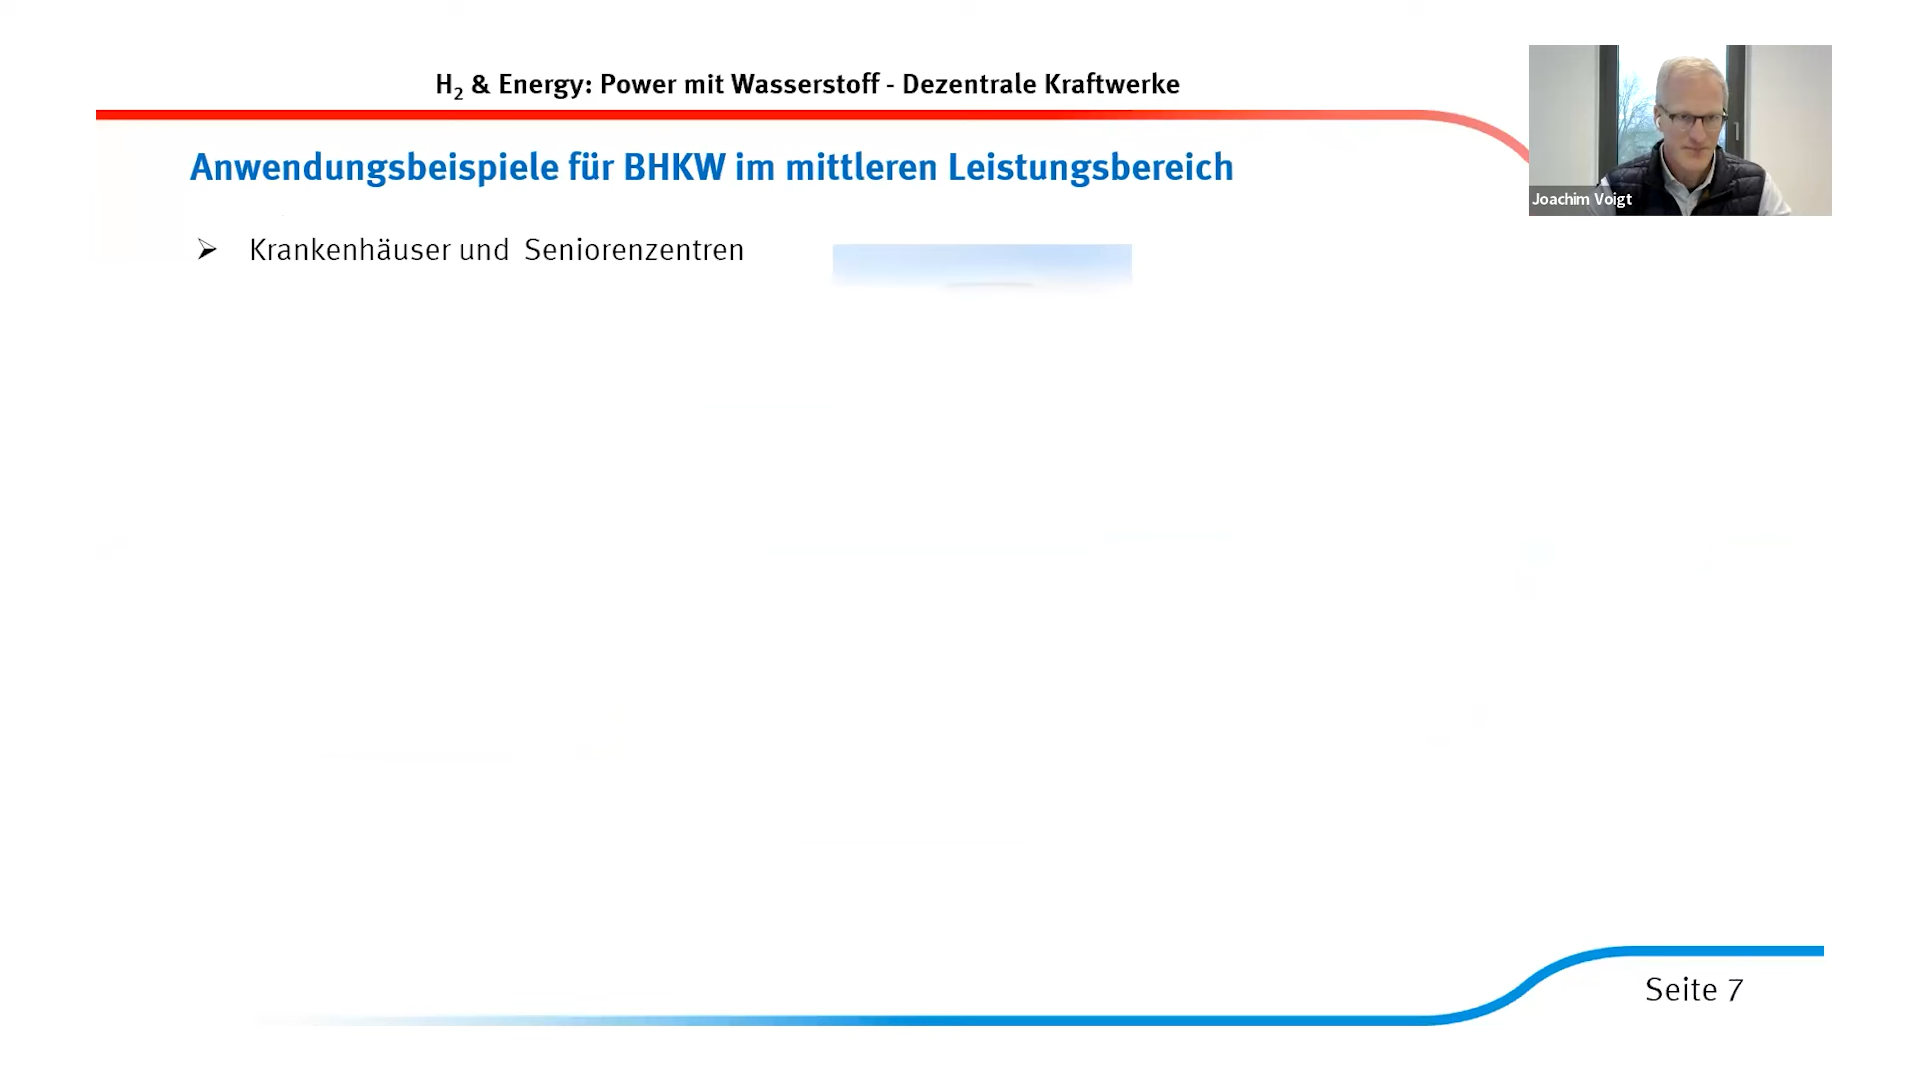 H₂ & Energy: Power mit Wasserstoff - Dezentrale Kraftwerke
Anwendungsbeispiele für BHKW im mittleren Leistungsbereich
➢ Krankenhäuser und Seniorenzentren
Joachim Voigt
Seite 7